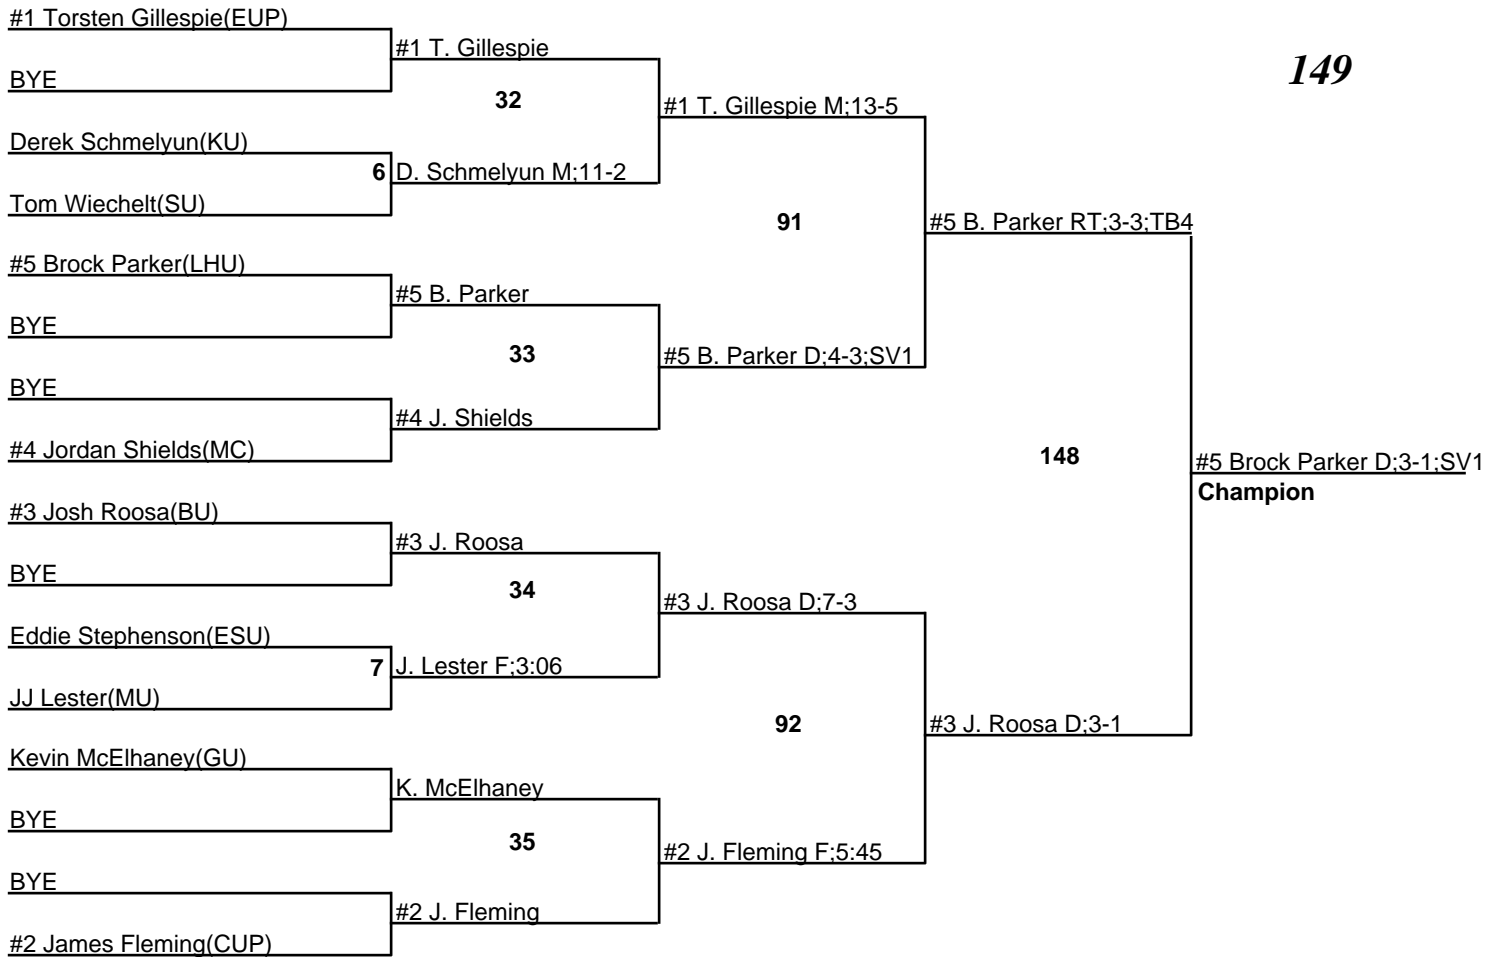 #1 Torsten Gillespie(EUP)
BYE
Derek Schmelyun(KU)
Tom Wiechelt(SU)
#5 Brock Parker(LHU)
BYE
BYE
#4 Jordan Shields(MC)
#3 Josh Roosa(BU)
BYE
Eddie Stephenson(ESU)
JJ Lester(MU)
Kevin McElhaney(GU)
BYE
BYE
#2 James Fleming(CUP)
#1 T. Gillespie
32
6
D. Schmelyun M;11-2
#5 B. Parker
33
#4 J. Shields
#3 J. Roosa
34
7
J. Lester F;3:06
K. McElhaney
35
#2 J. Fleming
#1 T. Gillespie M;13-5
91
#5 B. Parker D;4-3;SV1
#3 J. Roosa D;7-3
92
#2 J. Fleming F;5:45
#5 B. Parker RT;3-3;TB4
148
#3 J. Roosa D;3-1
149
#5 Brock Parker D;3-1;SV1
Champion